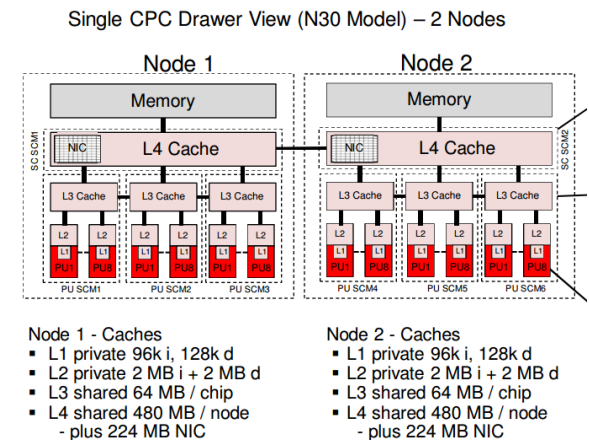 Single CPC Drawer View (N30 Model) – 2 Nodes
Node 1
Node 2
Memory
Memory
SC SCM1
NIC
L4 Cache
NIC
L4 Cache
SC SCM2
L3 Cache
L3 Cache
L3 Cache
L3 Cache
L3 Cache
L3 Cache
L2
L2
L2
L2
L2
L2
L2
L2
L2
L2
L2
L2
L1
L1
L1
L1
L1
L1
L1
L1
L1
L1
L1
L1
PU1
PU8
PU1
PU8
PU1
PU8
PU1
PU8
PU1
PU8
PU1
PU8
PU SCM1
PU SCM2
PU SCM3
PU SCM4
PU SCM5
PU SCM6
Node 1 - Caches
▪ L1 private 96k i, 128k d
▪ L2 private 2 MB i + 2 MB d
▪ L3 shared 64 MB / chip
▪ L4 shared 480 MB / node
- plus 224 MB NIC
Node 2 - Caches
▪ L1 private 96k i, 128k d
▪ L2 private 2 MB i + 2 MB d
▪ L3 shared 64 MB / chip
▪ L4 shared 480 MB / node
- plus 224 MB NIC